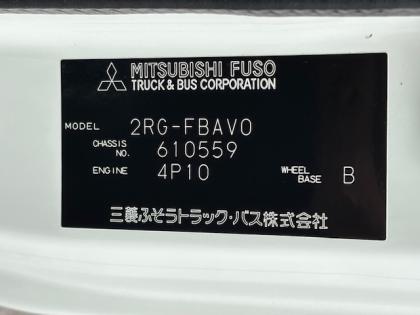 MITSUBISHI FUSO
TRUCK & BUS CORPORATION
MODEL 2RG-FBAV0
CHASSIS NO. 610559
ENGINE 4P10 WHEEL BASE B
三菱ふそうトラック・バス株式会社